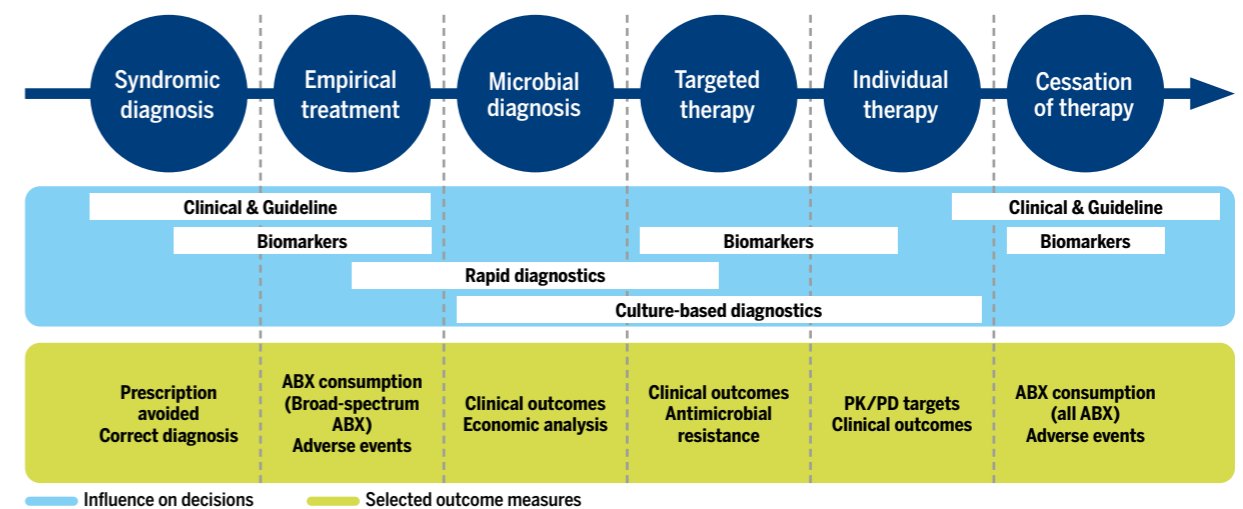 Syndromic
diagnosis
Empirical
treatment
Microbial
diagnosis
Targeted
therapy
Individual
therapy
Cessation
of therapy
Clinical & Guideline
Clinical & Guideline
Biomarkers
Biomarkers
Biomarkers
Rapid diagnostics
Culture-based diagnostics
Prescription
avoided
Correct diagnosis
ABX consumption
(Broad-spectrum
ABX)
Adverse events
Clinical outcomes
Economic analysis
Clinical outcomes
Antimicrobial
resistance
PK/PD targets
Clinical outcomes
ABX consumption
(all ABX)
Adverse events
Influence on decisions
Selected outcome measures